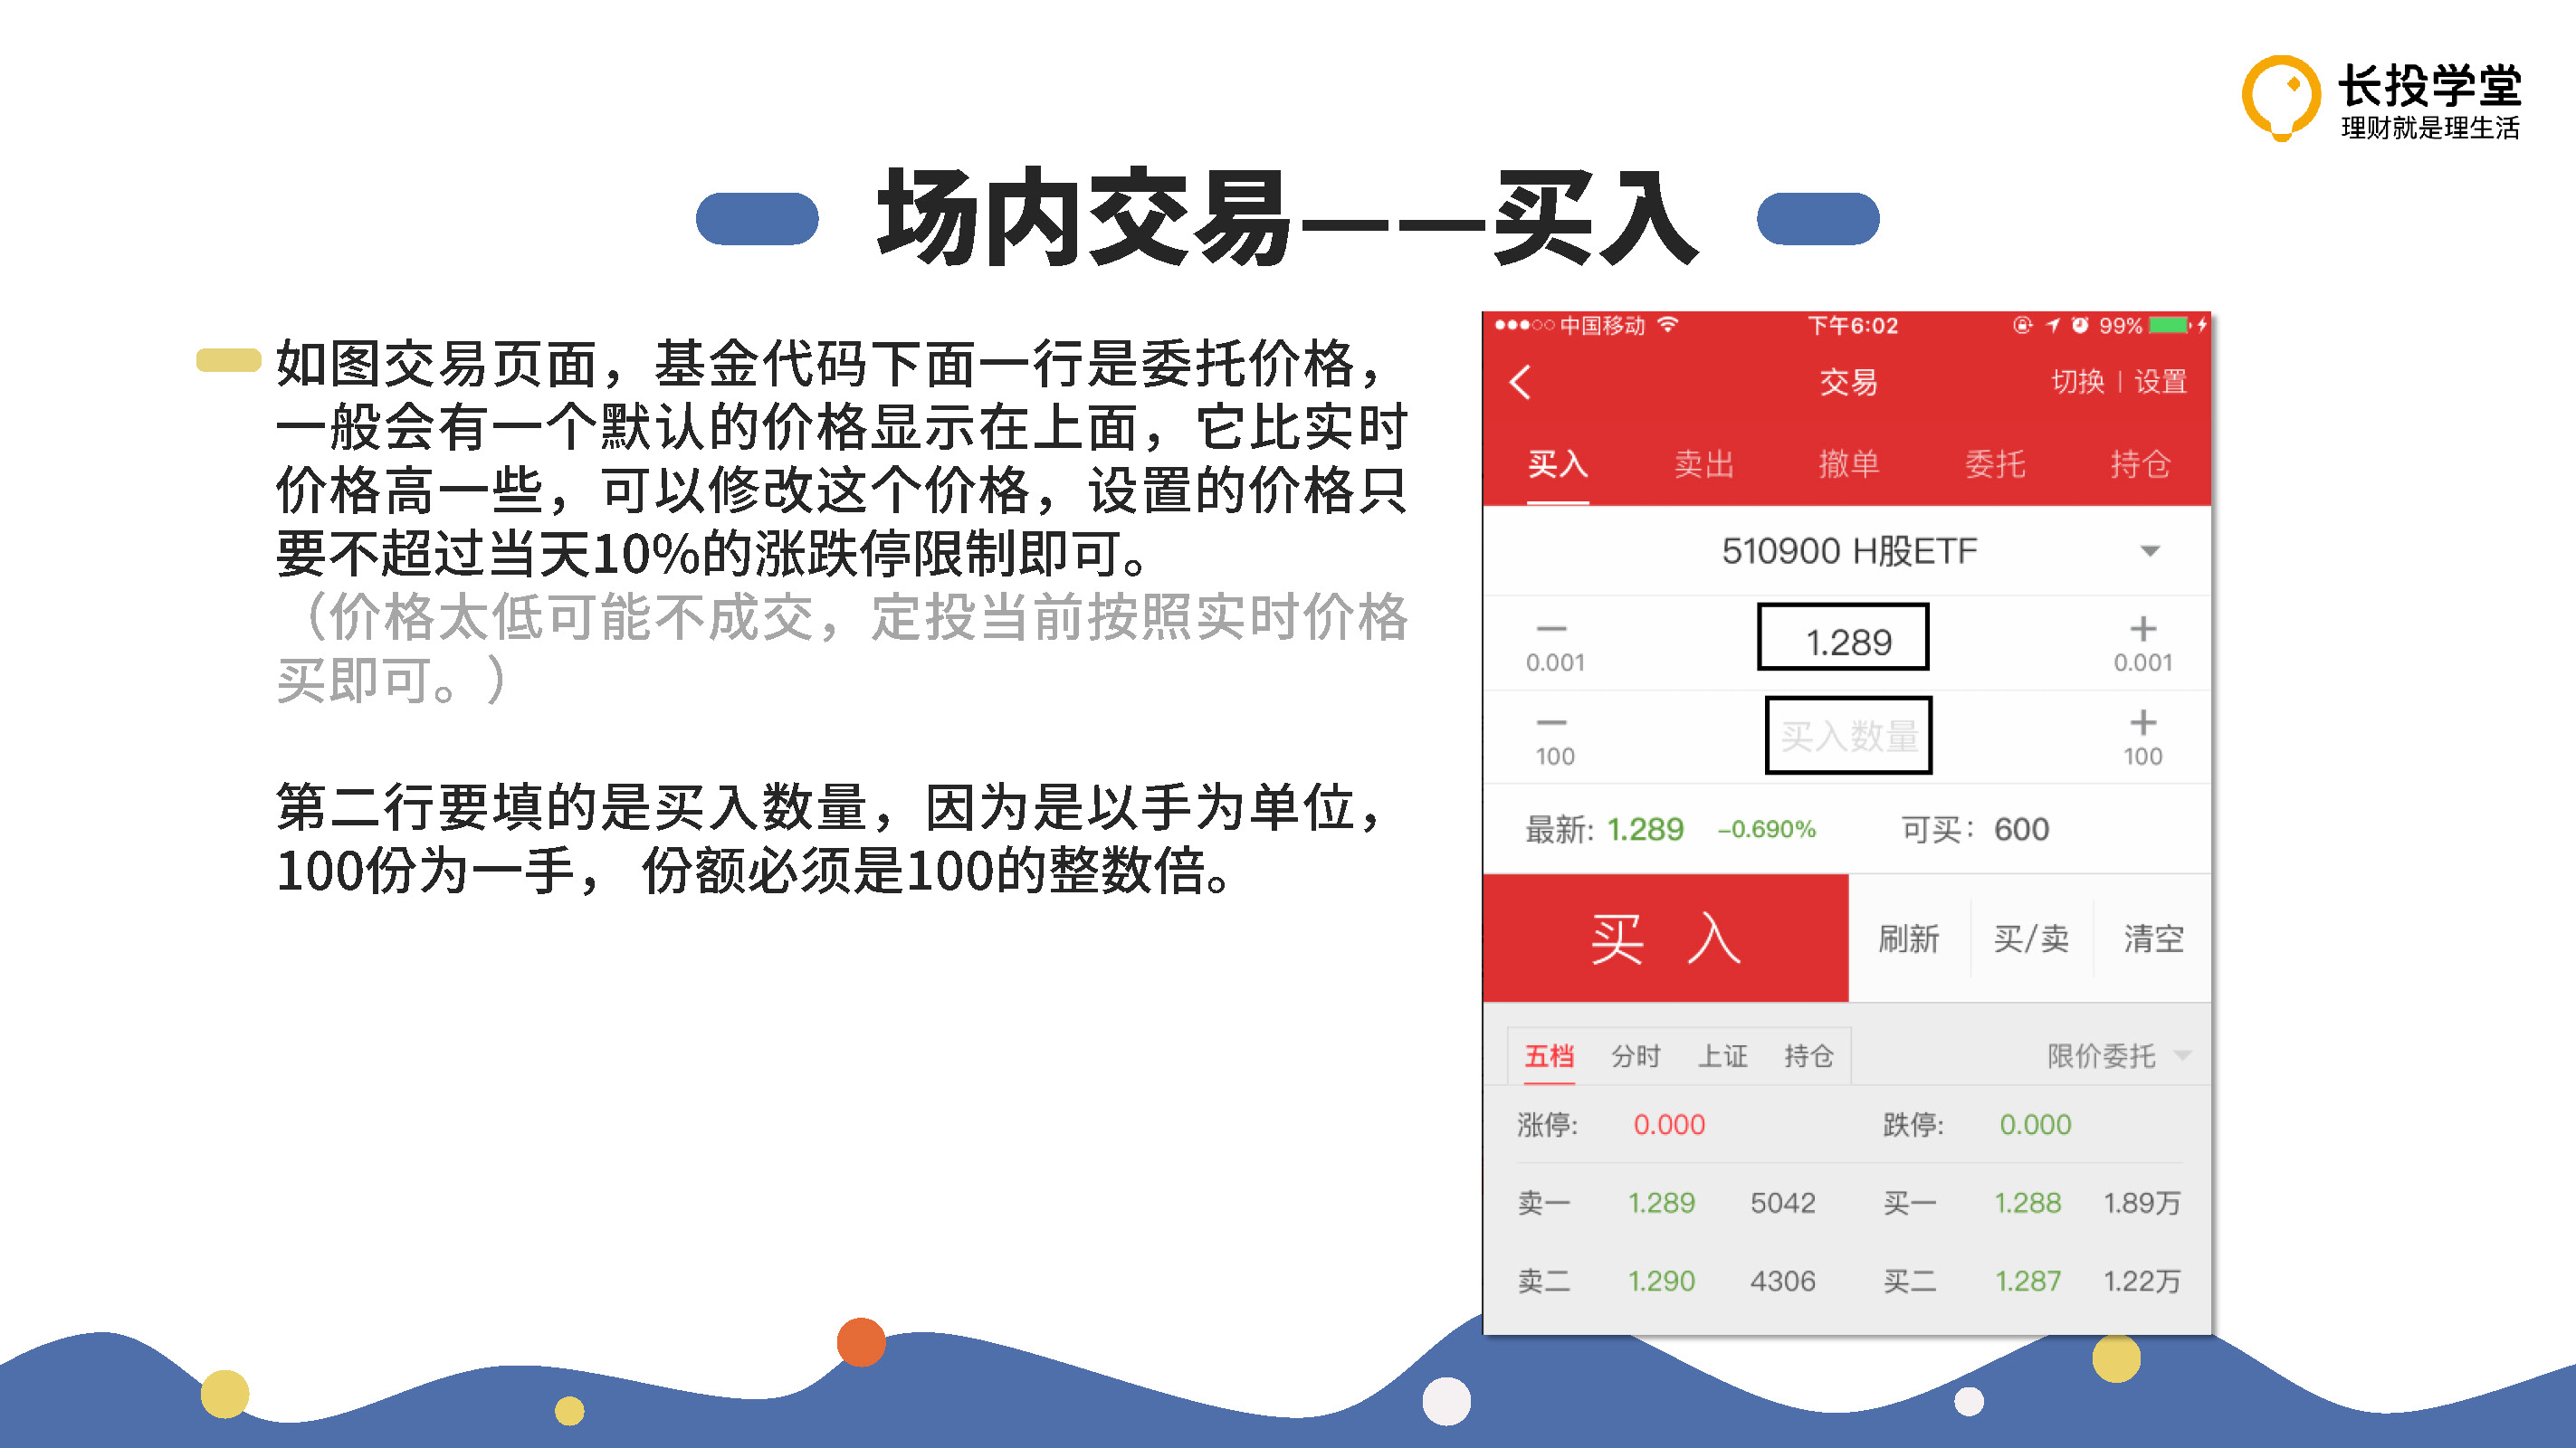 长投学堂
理财就是理生活
场内交易——买入
如图交易页面，基金代码下面一行是委托价格，
一般会有一个默认的价格显示在上面，它比实时
价格高一些，可以修改这个价格，设置的价格只
要不超过当天10%的涨跌停限制即可。
（价格太低可能不成交，定投当前按照实时价格
买即可。）
第二行要填的是买入数量，因为是以手为单位，
100份为一手， 份额必须是100的整数倍。
中国移动 下午6:02 99%
交易 切换 | 设置
买入 卖出 撤单 委托 持仓
510900 H股ETF
— 1.289 +
0.001 0.001
— 买入数量 +
100 100
最新: 1.289 -0.690% 可买: 600
买 入 刷新 买/卖 清空
五档 分时 上证 持仓 限价委托
涨停: 0.000 跌停: 0.000
卖一 1.289 5042 买一 1.288 1.89万
卖二 1.290 4306 买二 1.287 1.22万